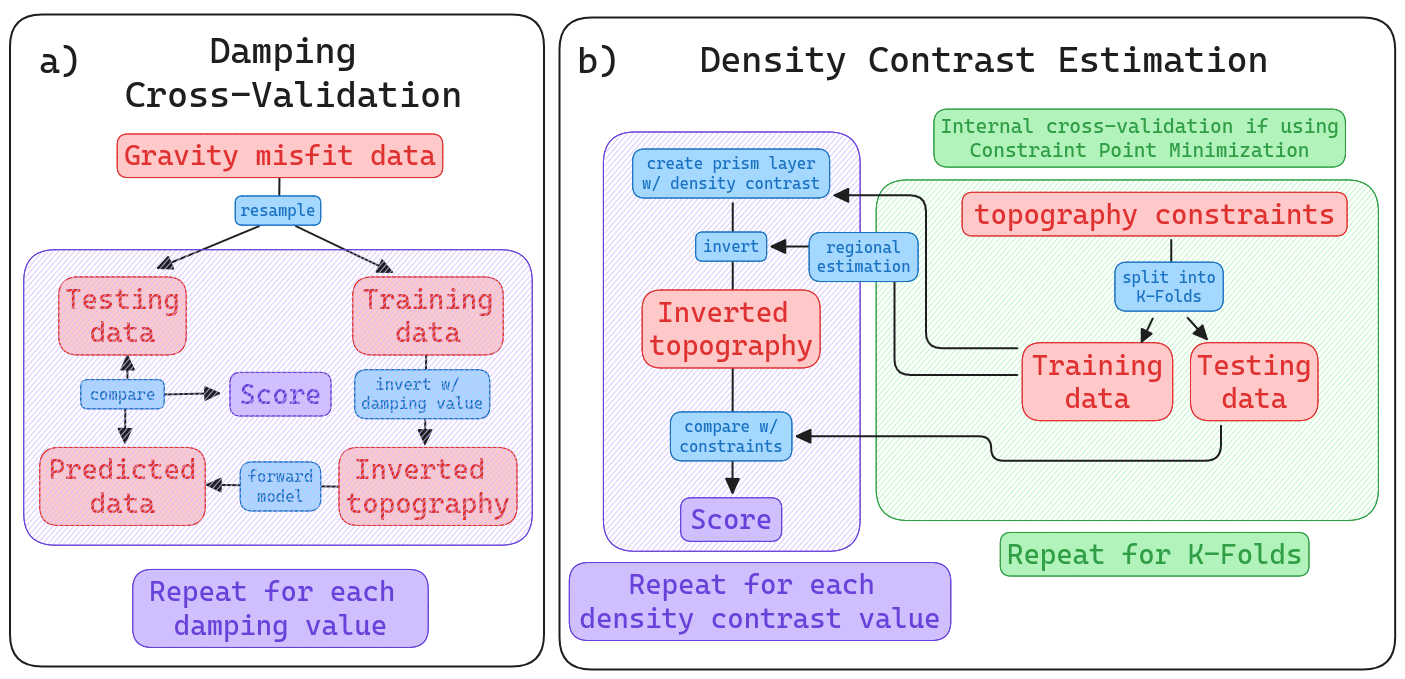 a)
Damping
Cross-Validation
Gravity misfit data
resample
Testing
data
Training
data
compare
Score
invert w/
damping value
Predicted
data
forward
model
Inverted
topography
Repeat for each
damping value
b)
Density Contrast Estimation
Internal cross-validation if using
Constraint Point Minimization
create prism layer
w/ density contrast
topography constraints
invert
regional
estimation
split into
K-Folds
Inverted
topography
Training
data
Testing
data
compare w/
constraints
Score
Repeat for K-Folds
Repeat for each
density contrast value